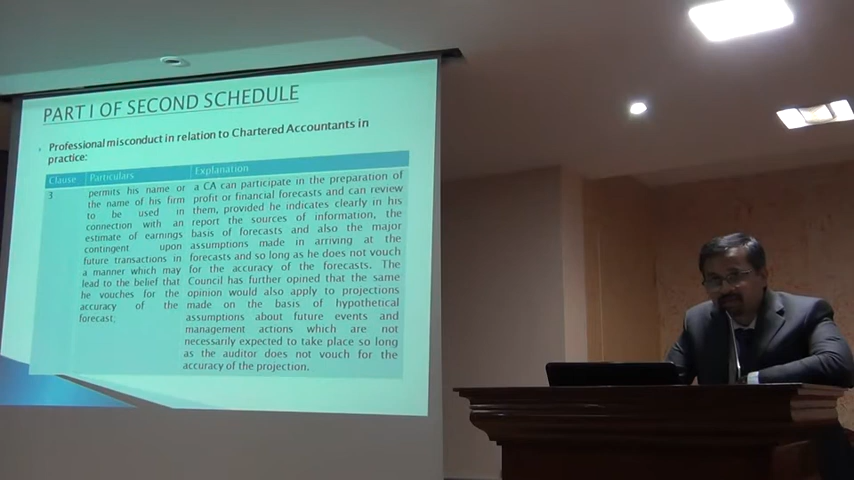 PART I OF SECOND SCHEDULE
Professional misconduct in relation to Chartered Accountants in
practice:
Clause Particulars Explanation
3
permits his name or
the name of his firm
to be used in
connection with an
estimate of earnings
contingent upon
future transactions in
a manner which may
lead to the belief that
he vouches for the
accuracy of the
forecast;
a CA can participate in the preparation of
profit or financial forecasts and can review
them, provided he indicates clearly in his
report the sources of information, the
basis of forecasts and also the major
assumptions made in arriving at the
forecasts and so long as he does not vouch
for the accuracy of the forecasts. The
Council has further opined that the same
opinion would also apply to projections
made on the basis of hypothetical
assumptions about future events and
management actions which are not
necessarily expected to take place so long
as the auditor does not vouch for the
accuracy of the projection.